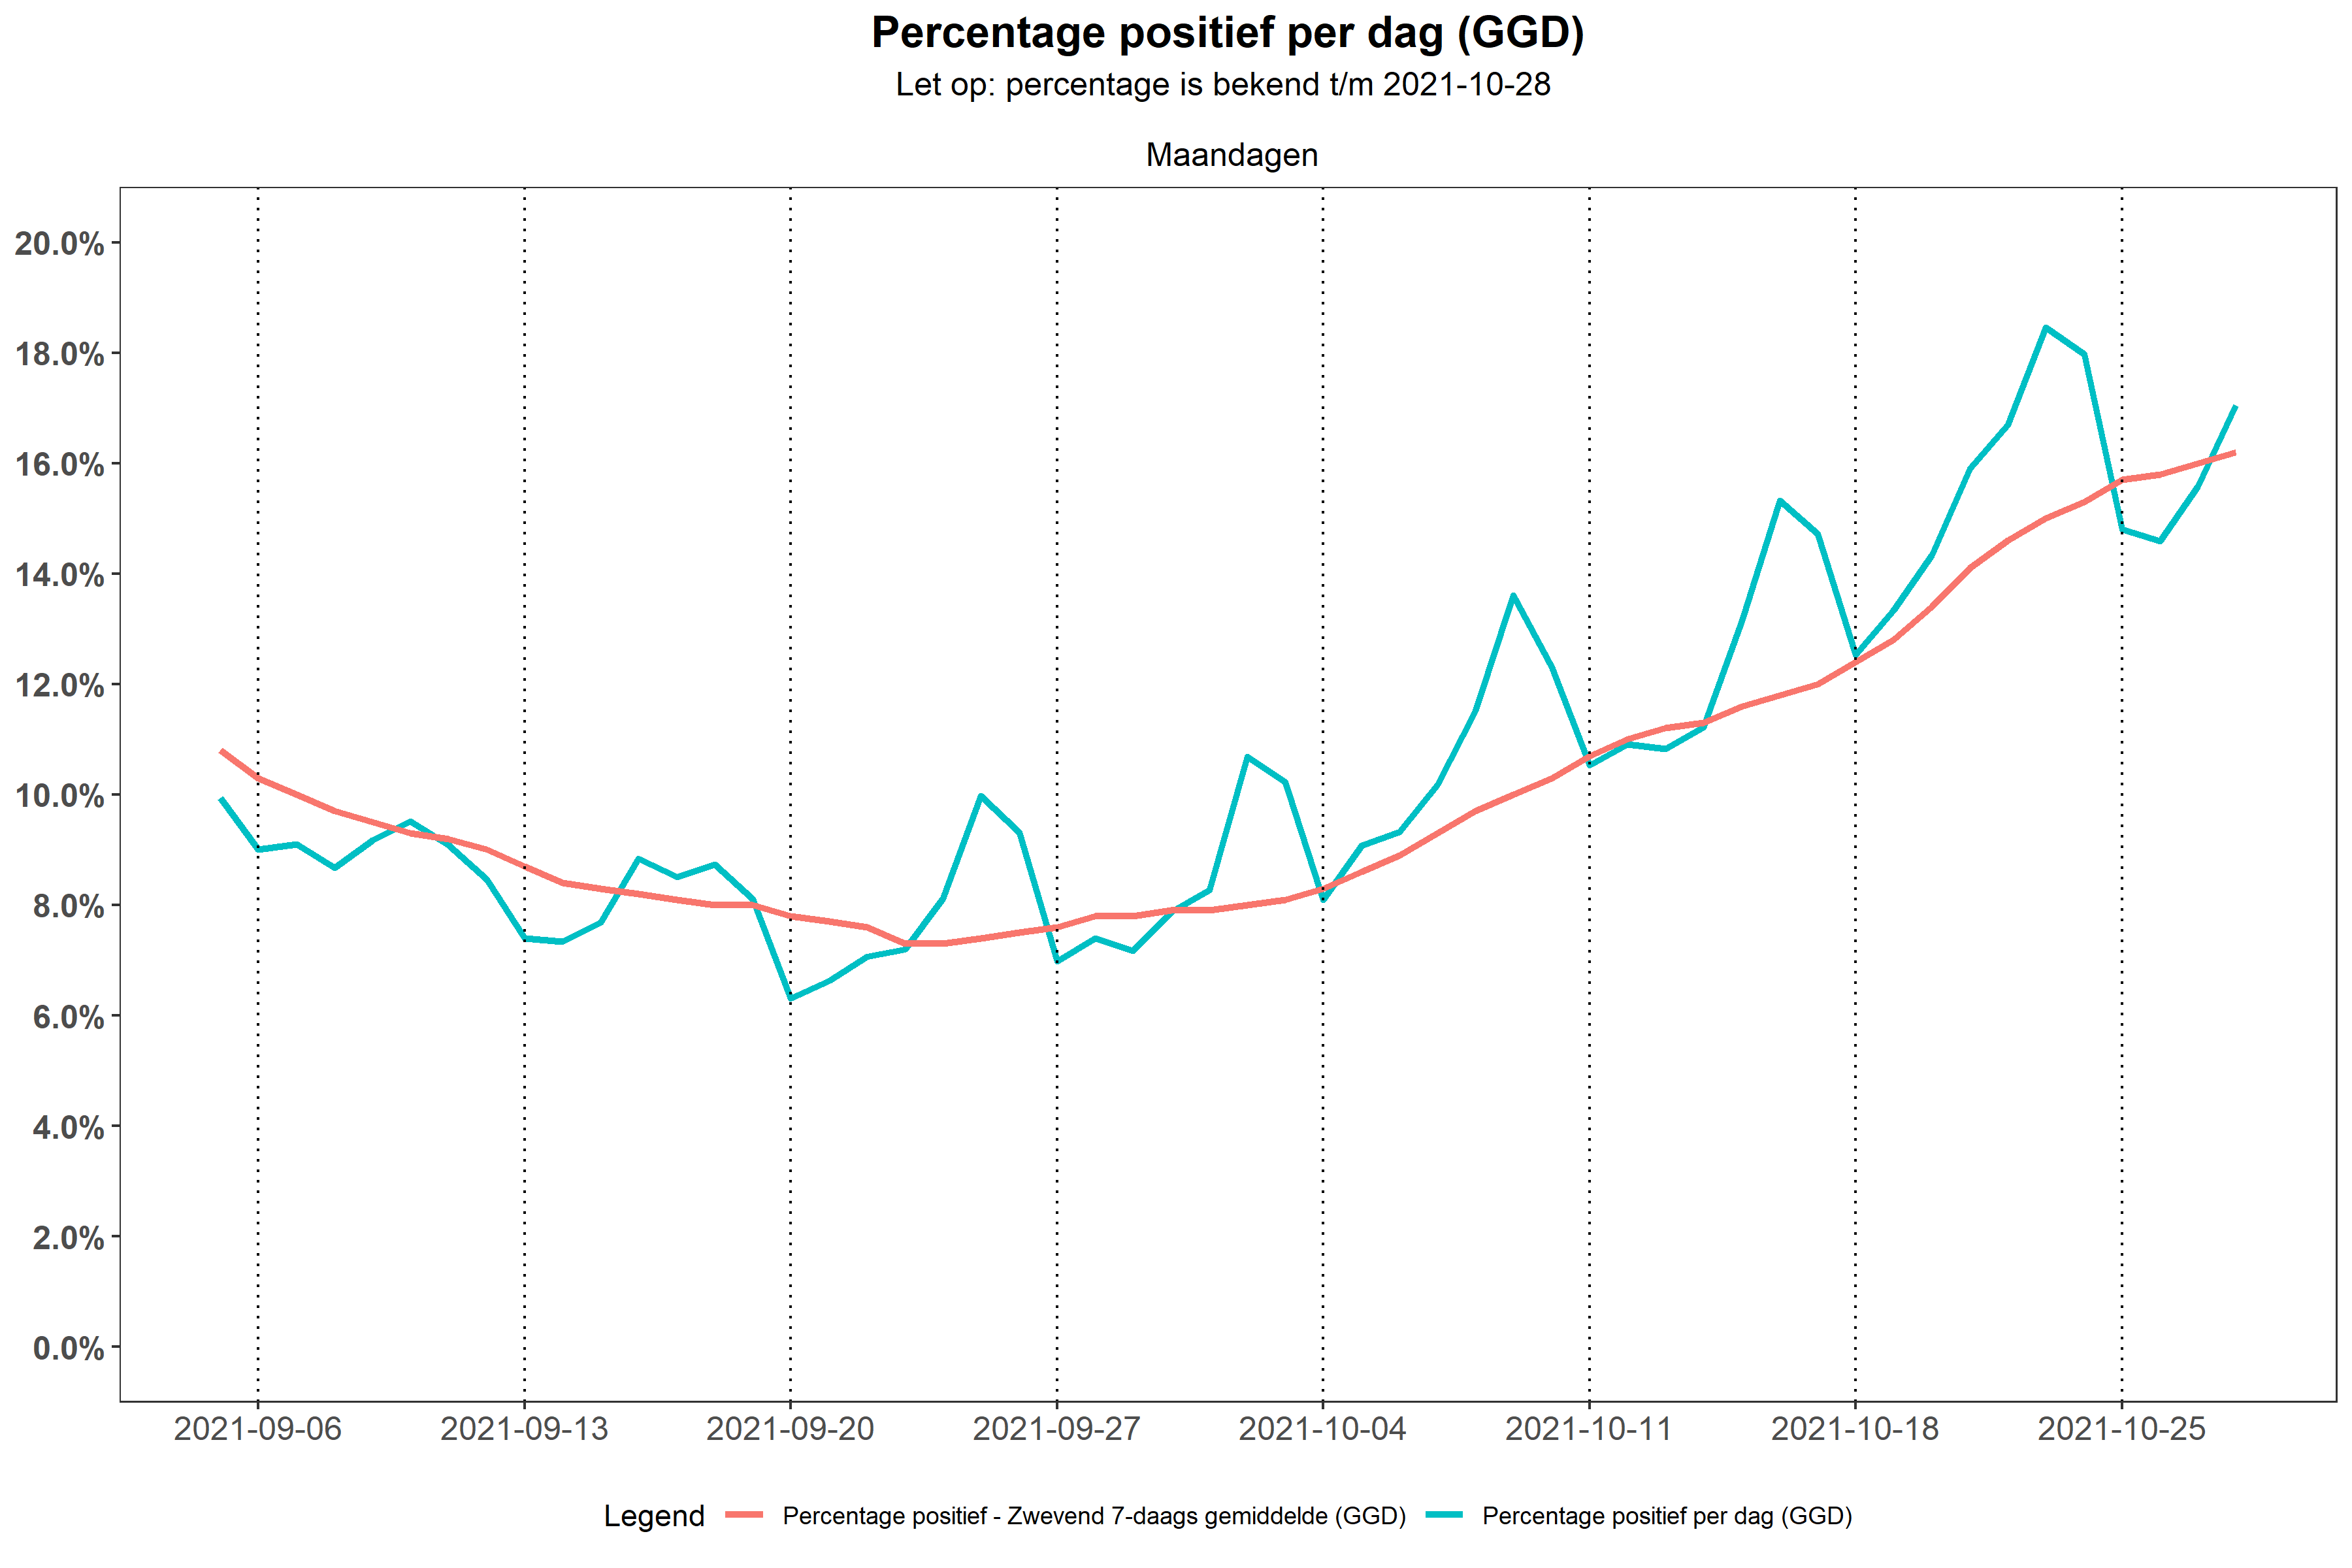 Percentage positief per dag (GGD)
Let op: percentage is bekend t/m 2021-10-28
Maandagen
20.0%
18.0%
16.0%
14.0%
12.0%
10.0%
8.0%
6.0%
4.0%
2.0%
0.0%
2021-09-06 2021-09-13 2021-09-20 2021-09-27 2021-10-04 2021-10-11 2021-10-18 2021-10-25
Legend Percentage positief - Zwevend 7-daags gemiddelde (GGD) Percentage positief per dag (GGD)